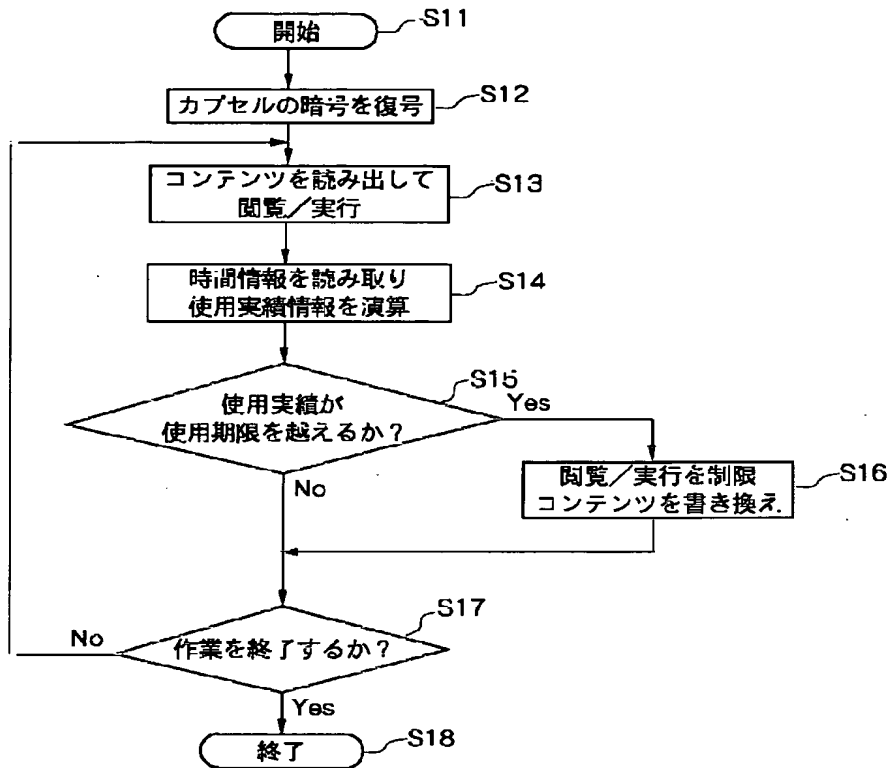 開始
S11
カプセルの暗号を復号
S12
コンテンツを読み出して
閲覧／実行
S13
時間情報を読み取り
使用実績情報を演算
S14
使用実績が
使用期限を越えるか？
S15
Yes
No
閲覧／実行を制限
コンテンツを書き換え
S16
作業を終了するか？
S17
No
Yes
終了
S18